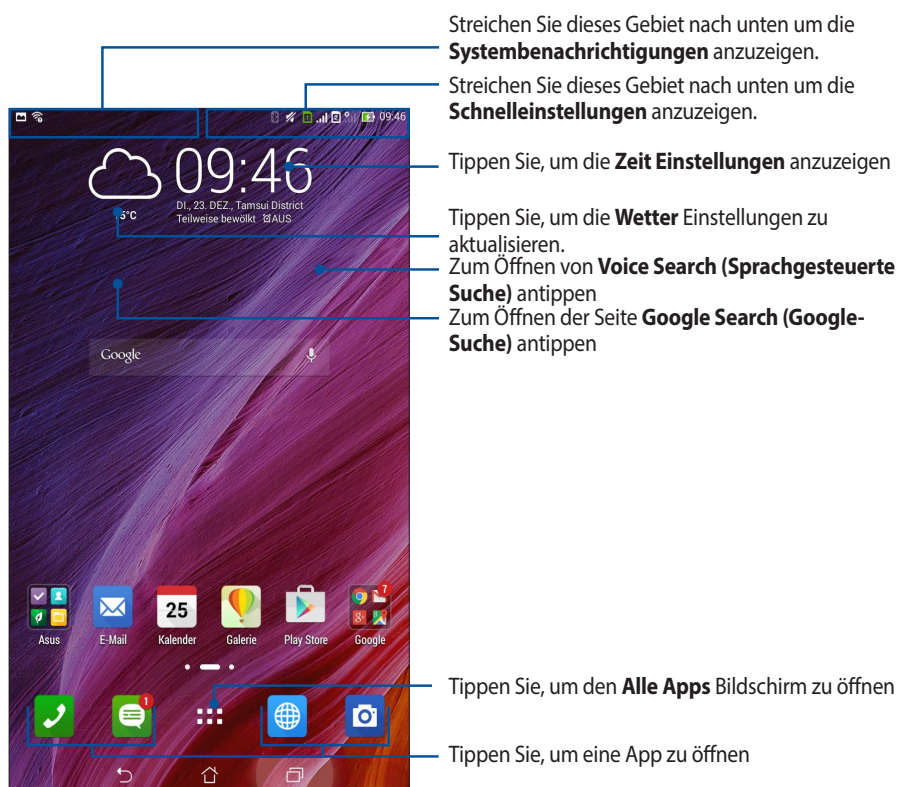 Streichen Sie dieses Gebiet nach unten um die
Systembenachrichtigungen anzuzeigen.
Streichen Sie dieses Gebiet nach unten um die
Schnelleinstellungen anzuzeigen.
09:46
Tippen Sie, um die Zeit Einstellungen anzuzeigen
09:46
DI., 23. DEZ., Tamsui District
Teilweise bewölkt AUS
5°C
Tippen Sie, um die Wetter Einstellungen zu
aktualisieren.
Zum Öffnen von Voice Search (Sprachgesteuerte
Suche) antippen
Zum Öffnen der Seite Google Search (Google-
Suche) antippen
Google
7
25
Asus E-Mail Kalender Galerie Play Store Google
Tippen Sie, um den Alle Apps Bildschirm zu öffnen
1
Tippen Sie, um eine App zu öffnen